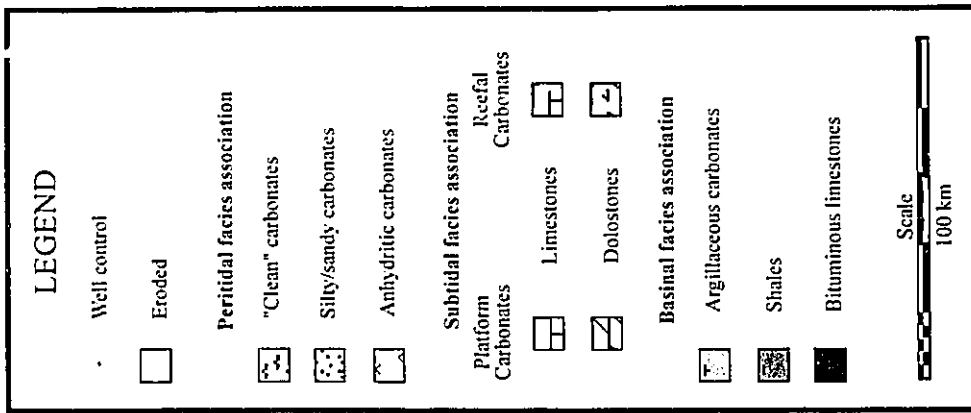 LEGEND
Well control
Eroded
Peritidal facies association
"Clean" carbonates
Silty/sandy carbonates
Anhydritic carbonates
Subtidal facies association
Platform Carbonates
Reefal Carbonates
Limestones
Dolostones
Basinal facies association
Argillaceous carbonates
Shales
Bituminous limestones
Scale
100 km